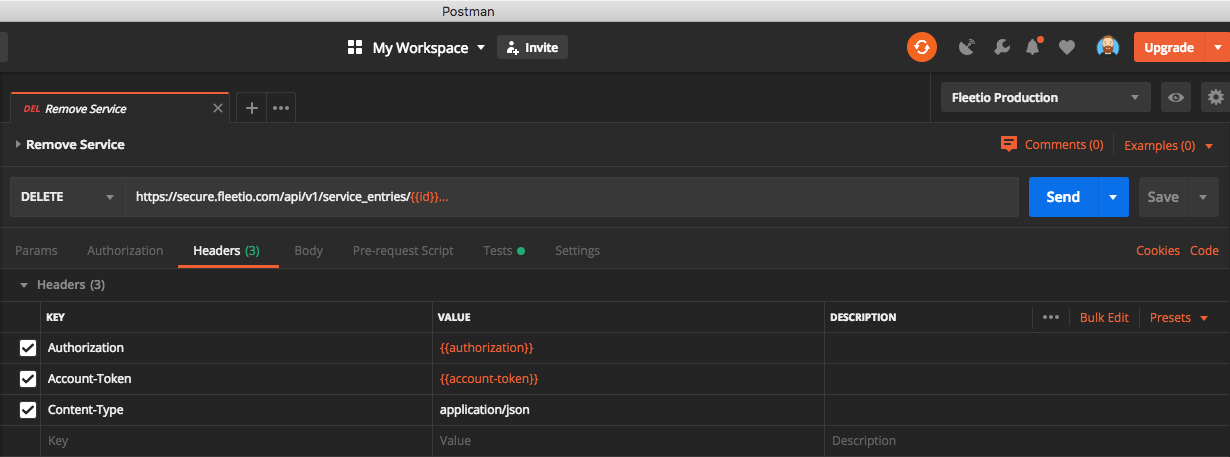 Postman
My Workspace Invite Upgrade
DEL Remove Service Fleetio Production
Remove Service Comments (0) Examples (0)
DELETE https://secure.fleetio.com/api/v1/service_entries/{{id}}... Send Save
Params Authorization Headers (3) Body Pre-request Script Tests Settings Cookies Code
Headers (3)
KEY VALUE DESCRIPTION Bulk Edit Presets
Authorization {{authorization}}
Account-Token {{account-token}}
Content-Type application/json
Key Value Description